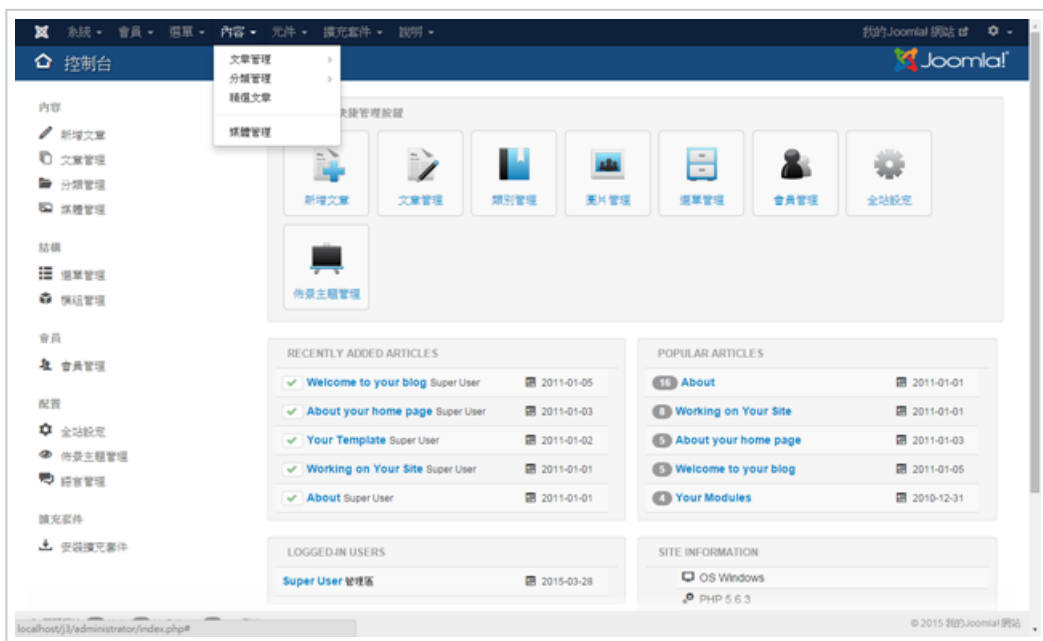 系統 會員 選單 內容 元件 擴充套件 說明 我的Joomla! 網站
控制台 Joomla!
文章管理
分類管理
精選文章
媒體管理
內容
新增文章
文章管理
分類管理
媒體管理
結構
選單管理
模組管理
會員
會員管理
配置
全站設定
佈景主題管理
語言管理
擴充套件
安裝擴充套件
快捷管理按鈕
新增文章 文章管理 類別管理 圖片管理 選單管理 會員管理 全站設定
佈景主題管理
RECENTLY ADDED ARTICLES
Welcome to your blog Super User 2011-01-05
About your home page Super User 2011-01-03
Your Template Super User 2011-01-02
Working on Your Site Super User 2011-01-01
About Super User 2011-01-01
POPULAR ARTICLES
16 About 2011-01-01
8 Working on Your Site 2011-01-01
5 About your home page 2011-01-03
5 Welcome to your blog 2011-01-05
4 Your Modules 2010-12-31
LOGGED-IN USERS
Super User 管理區 2015-03-28
SITE INFORMATION
OS Windows
PHP 5.6.3
localhost/j3/administrator/index.php#
© 2015 我的Joomla! 網站